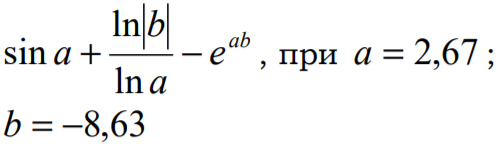 sin a + ln|b| / ln a − e^{ab} , при a = 2,67 ;
b = −8,63